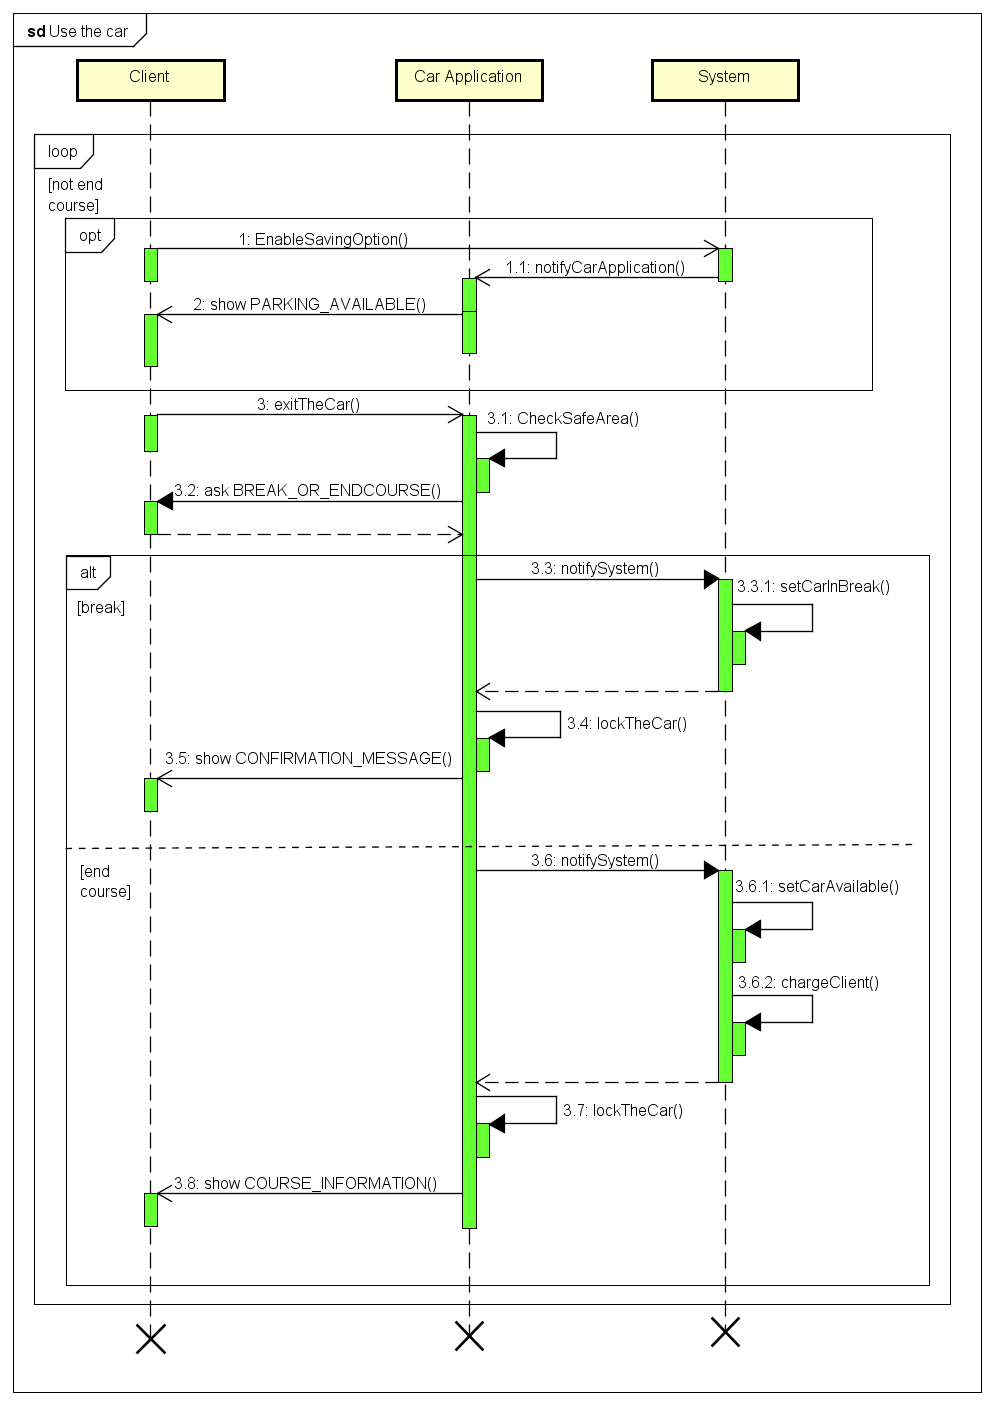 sd Use the car
Client
Car Application
System
loop
[not end
course]
opt
1: EnableSavingOption()
1.1: notifyCarApplication()
2: show PARKING_AVAILABLE()
3: exitTheCar()
3.1: CheckSafeArea()
3.2: ask BREAK_OR_ENDCOURSE()
alt
3.3: notifySystem()
3.3.1: setCarInBreak()
[break]
3.4: lockTheCar()
3.5: show CONFIRMATION_MESSAGE()
3.6: notifySystem()
[end
course]
3.6.1: setCarAvailable()
3.6.2: chargeClient()
3.7: lockTheCar()
3.8: show COURSE_INFORMATION()